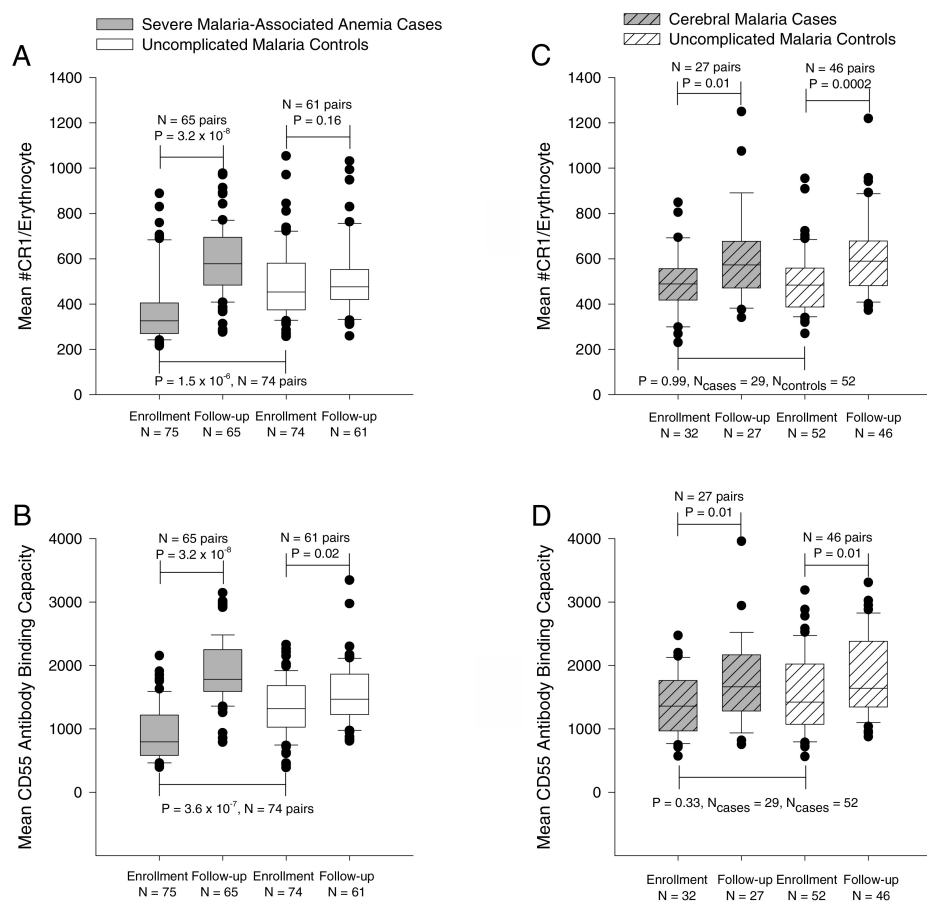 Severe Malaria-Associated Anemia Cases
Uncomplicated Malaria Controls
A
Mean #CR1/Erythrocyte
1400
1200
1000
800
600
400
200
0
N = 65 pairs
P = 3.2 x 10-8
N = 61 pairs
P = 0.16
P = 1.5 x 10-6, N = 74 pairs
Enrollment Follow-up Enrollment Follow-up
N = 75 N = 65 N = 74 N = 61
Cerebral Malaria Cases
Uncomplicated Malaria Controls
C
Mean #CR1/Erythrocyte
1400
1200
1000
800
600
400
200
0
N = 27 pairs
P = 0.01
N = 46 pairs
P = 0.0002
P = 0.99, Ncases = 29, Ncontrols = 52
Enrollment Follow-up Enrollment Follow-up
N = 32 N = 27 N = 52 N = 46
B
Mean CD55 Antibody Binding Capacity
4000
3000
2000
1000
0
N = 65 pairs
P = 3.2 x 10-8
N = 61 pairs
P = 0.02
P = 3.6 x 10-7, N = 74 pairs
Enrollment Follow-up Enrollment Follow-up
N = 75 N = 65 N = 74 N = 61
D
Mean CD55 Antibody Binding Capacity
4000
3000
2000
1000
0
N = 27 pairs
P = 0.01
N = 46 pairs
P = 0.01
P = 0.33, Ncases = 29, Ncases = 52
Enrollment Follow-up Enrollment Follow-up
N = 32 N = 27 N = 52 N = 46